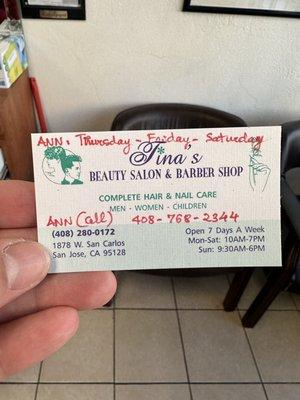 ANN
ANN: Thursday - Friday - Saturday
Tina's
BEAUTY SALON & BARBER SHOP
COMPLETE HAIR & NAIL CARE
MEN - WOMEN - CHILDREN
ANN (Call) 408-768-2344
(408) 280-0172
1878 W. San Carlos
San Jose, CA 95128
Open 7 Days A Week
Mon-Sat: 10AM-7PM
Sun: 9:30AM-6PM